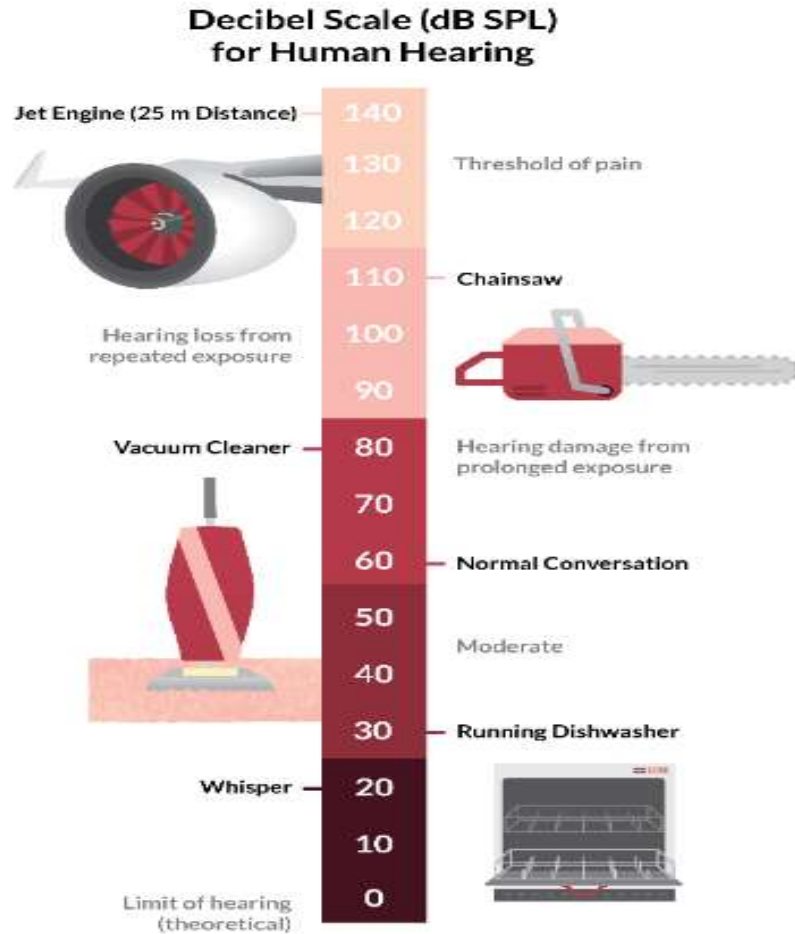 Decibel Scale (dB SPL)
for Human Hearing
Jet Engine (25 m Distance)
140
130
Threshold of pain
120
110
Chainsaw
Hearing loss from
repeated exposure
100
90
Vacuum Cleaner
80
Hearing damage from
prolonged exposure
70
60
Normal Conversation
50
Moderate
40
30
Running Dishwasher
Whisper
20
10
0
Limit of hearing
(theoretical)